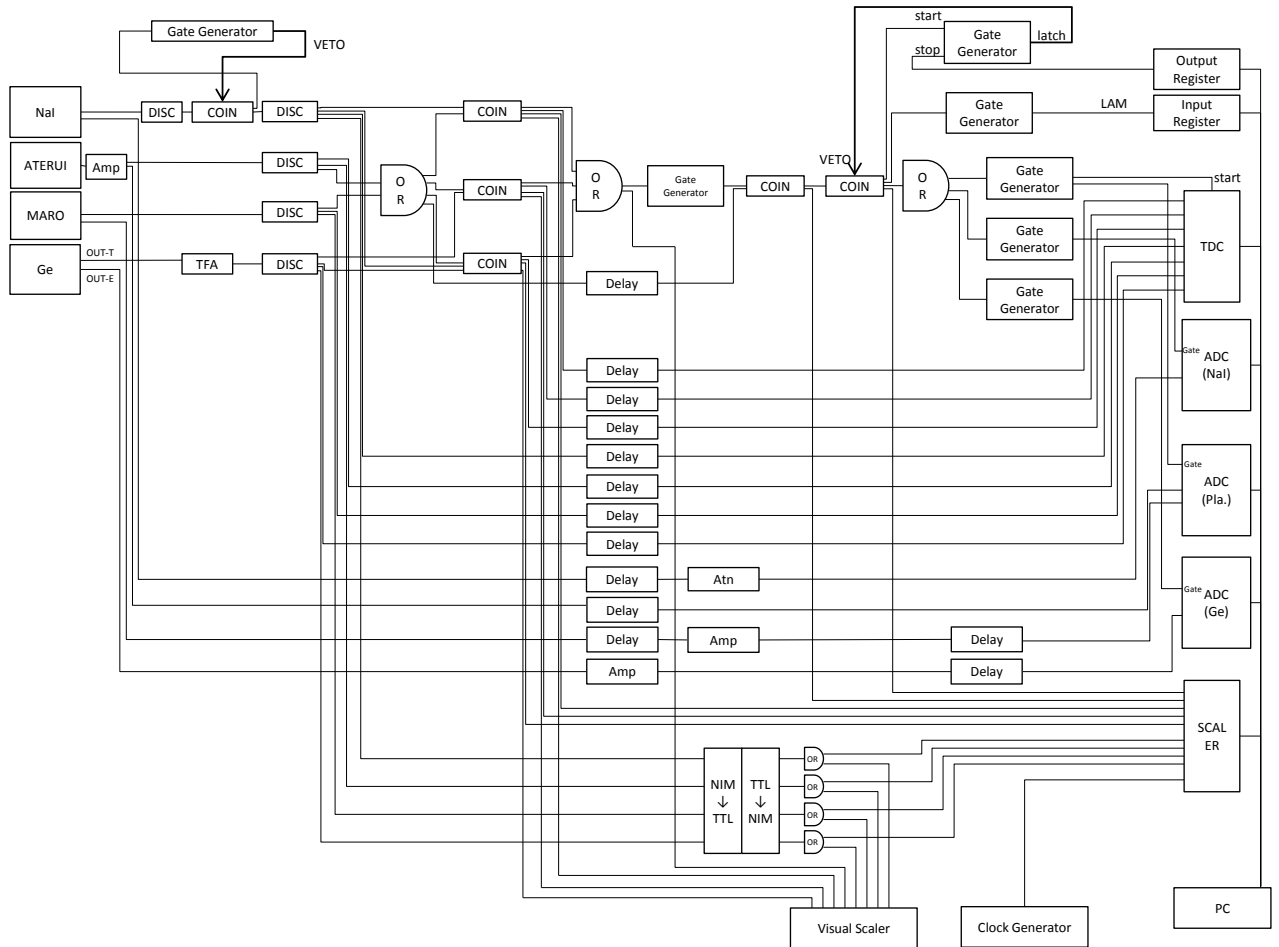 Gate Generator
VETO
start
stop
Gate
Generator
latch
Output
Register
NaI
DISC
COIN
DISC
COIN
Gate
Generator
LAM
Input
Register
ATERUI
Amp
DISC
O
R
COIN
O
R
Gate
Generator
COIN
VETO
COIN
O
R
Gate
Generator
start
MARO
DISC
Gate
Generator
TDC
Ge
OUT-T
OUT-E
TFA
DISC
COIN
Delay
Gate
Generator
Delay
Gate
ADC
(NaI)
Delay
Delay
Delay
Gate
ADC
(Pla.)
Delay
Delay
Delay
Delay
Atn
Gate
ADC
(Ge)
Delay
Delay
Amp
Delay
Amp
Delay
SCAL
ER
NIM
↓
TTL
TTL
↓
NIM
OR
OR
OR
OR
Visual Scaler
Clock Generator
PC